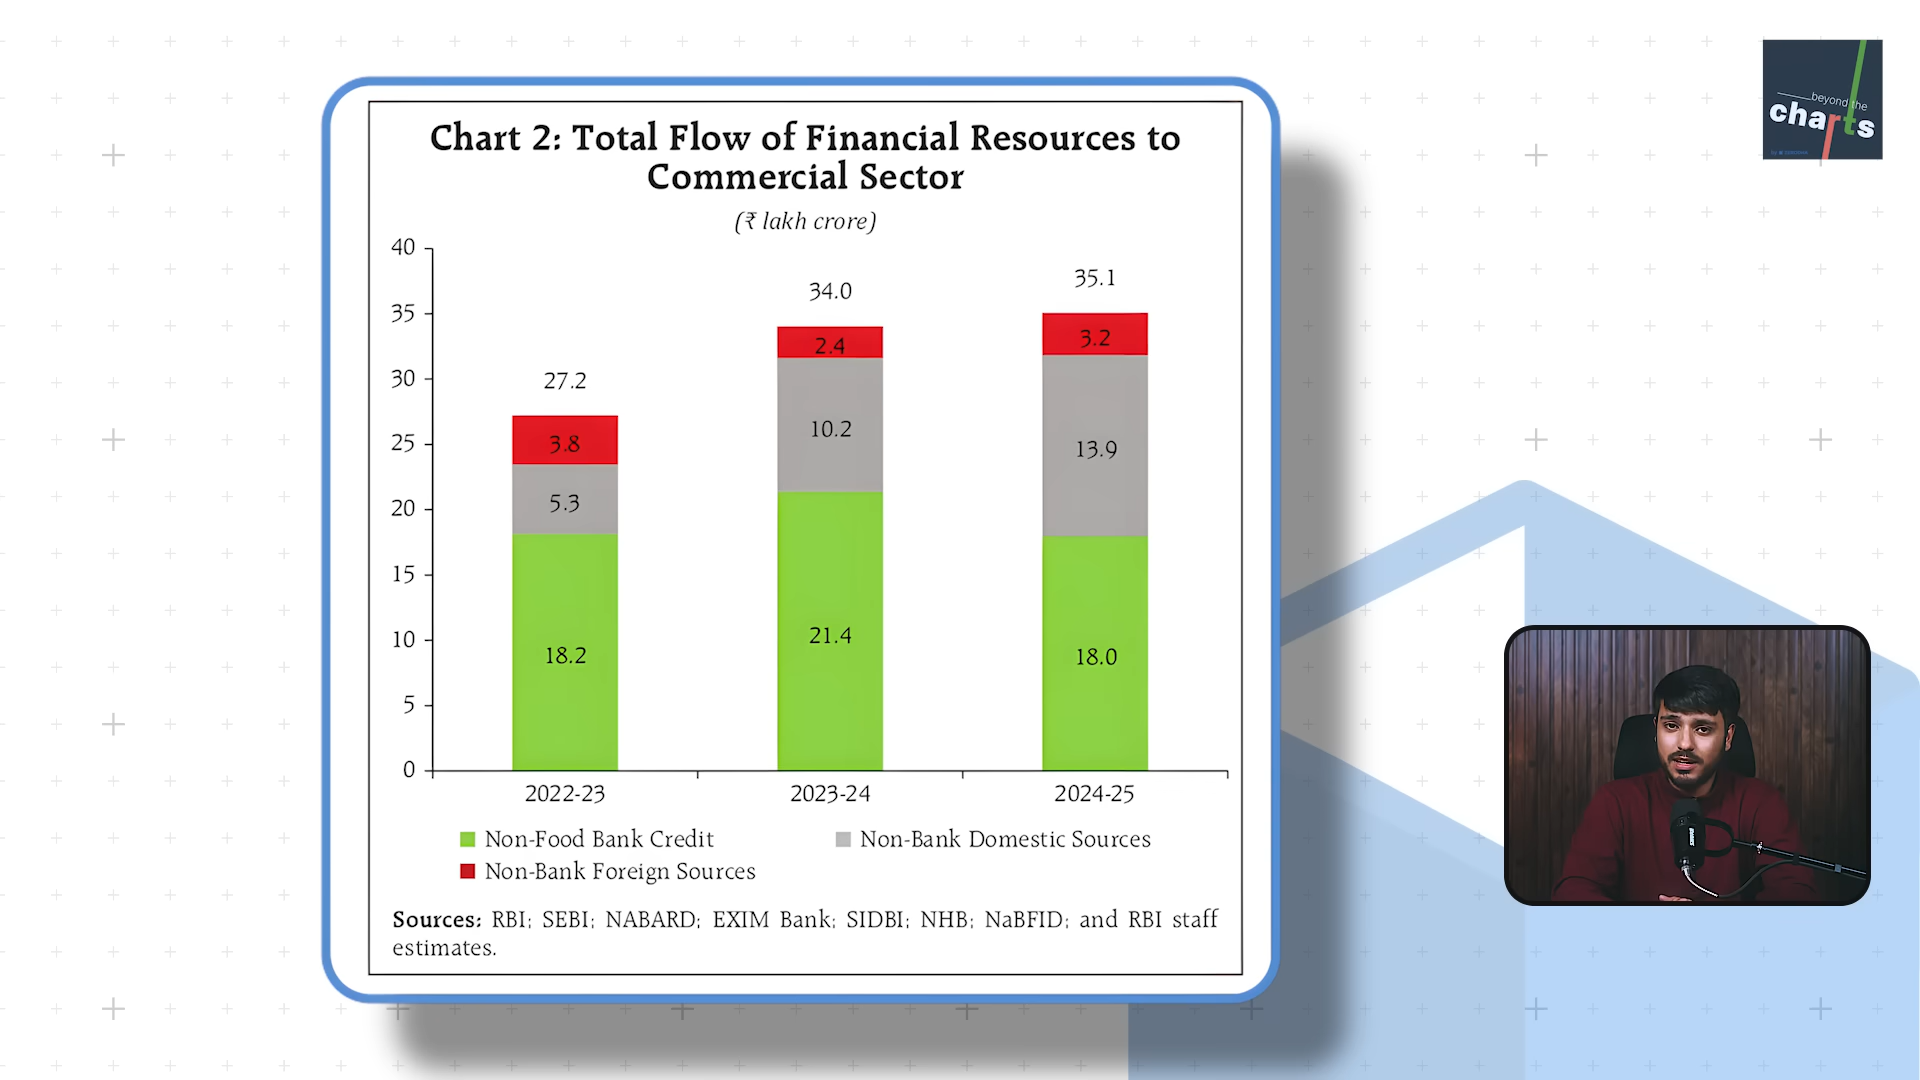 beyond the
charts
Chart 2: Total Flow of Financial Resources to
Commercial Sector
(₹ lakh crore)
40
35
30
25
20
15
10
5
0
27.2
3.8
5.3
18.2
34.0
2.4
10.2
21.4
35.1
3.2
13.9
18.0
2022-23
2023-24
2024-25
Non-Food Bank Credit
Non-Bank Domestic Sources
Non-Bank Foreign Sources
Sources: RBI; SEBI; NABARD; EXIM Bank; SIDBI; NHB; NaBFID; and RBI staff
estimates.